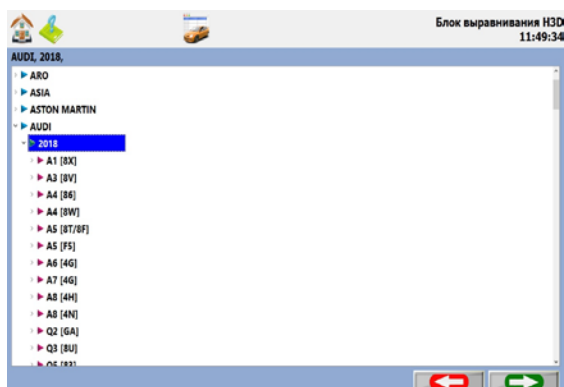 Блок выравнивания H3D
11:49:34
AUDI, 2018,
ARO
ASIA
ASTON MARTIN
AUDI
2018
A1 [8X]
A3 [8V]
A4 [86]
A4 [8W]
A5 [8T/8F]
A5 [F5]
A6 [4G]
A7 [4G]
A8 [4H]
A8 [4N]
Q2 [GA]
Q3 [8U]